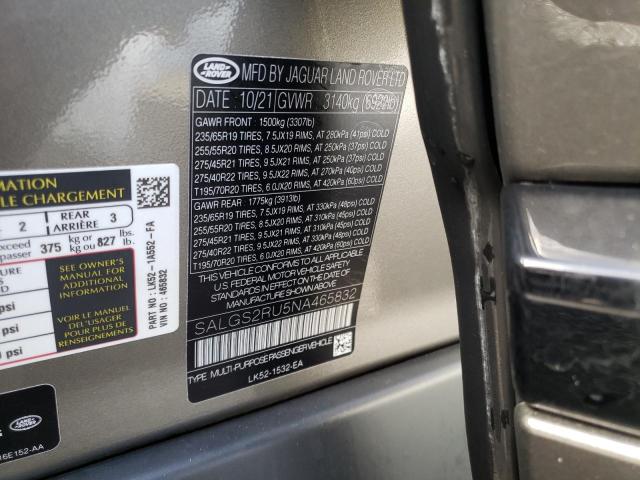 LAND ROVER
MFD BY JAGUAR LAND ROVER LTD
DATE: 10/21 GVWR 3140kg (6922lb)
GAWR FRONT: 1500kg (3307lb)
235/65R19 TIRES, 7.5JX19 RIMS, AT 280kPa (41psi) COLD
255/55R20 TIRES, 8.5JX20 RIMS, AT 250kPa (37psi) COLD
275/45R21 TIRES, 9.5JX21 RIMS, AT 250kPa (37psi) COLD
275/40R22 TIRES, 9.5JX22 RIMS, AT 270kPa (40psi) COLD
T195/70R20 TIRES, 6.0JX20 RIMS, AT 420kPa (60psi) COLD
GAWR REAR: 1775kg (3913lb)
235/65R19 TIRES, 7.5JX19 RIMS, AT 330kPa (48psi) COLD
255/55R20 TIRES, 8.5JX20 RIMS, AT 310kPa (45psi) COLD
275/45R21 TIRES, 9.5JX21 RIMS, AT 310kPa (45psi) COLD
275/40R22 TIRES, 9.5JX22 RIMS, AT 330kPa (48psi) COLD
T195/70R20 TIRES, 6.0JX20 RIMS, AT 420kPa (60psi) COLD
THIS VEHICLE CONFORMS TO ALL APPLICABLE
U.S. FEDERAL MOTOR VEHICLE SAFETY STANDARDS
IN EFFECT ON THE DATE OF MANUFACTURE SHOWN ABOVE.
SALGS2RU5NA465832
TYPE: MULTI-PURPOSE PASSENGER VEHICLE
LK52-1532-EA
RMATION
LE CHARGEMENT
2 REAR ARRIÈRE 3
exceed
passer 375 kg or kg ou 827 lbs. lb.
SEE OWNER'S
MANUAL FOR
ADDITIONAL
INFORMATION
VOIR LE MANUEL
DE L'USAGER
POUR PLUS DE
RENSEIGNEMENTS
psi
psi
PART NO: LK52 - 1A552 - FA
VIN NO: 465832
LAND ROVER
16E152-AA